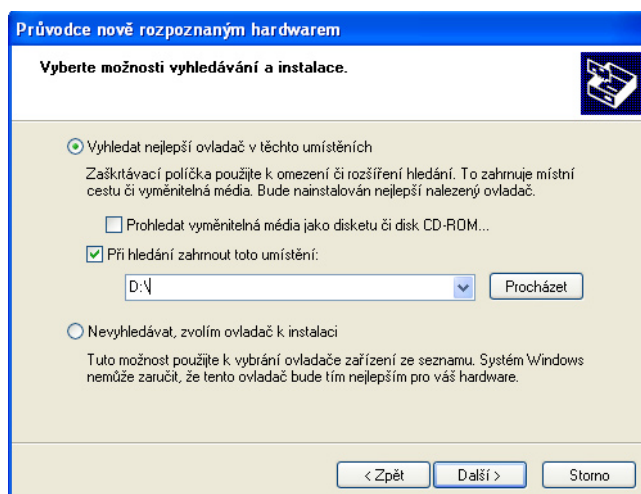 Průvodce nově rozpoznaným hardwarem
Vyberte možnosti vyhledávání a instalace.
Vyhledat nejlepší ovladač v těchto umístěních
Zaškrtávací políčka použijte k omezení či rozšíření hledání. To zahrnuje místní
cestu či vyměnitelná média. Bude nainstalován nejlepší nalezený ovladač.
Prohledat vyměnitelná média jako disketu či disk CD-ROM...
Při hledání zahrnout toto umístění:
D:\
Procházet
Nevyhledávat, zvolím ovladač k instalaci
Tuto možnost použijte k vybrání ovladače zařízení ze seznamu. Systém Windows
nemůže zaručit, že tento ovladač bude tím nejlepším pro váš hardware.
< Zpět Další > Storno